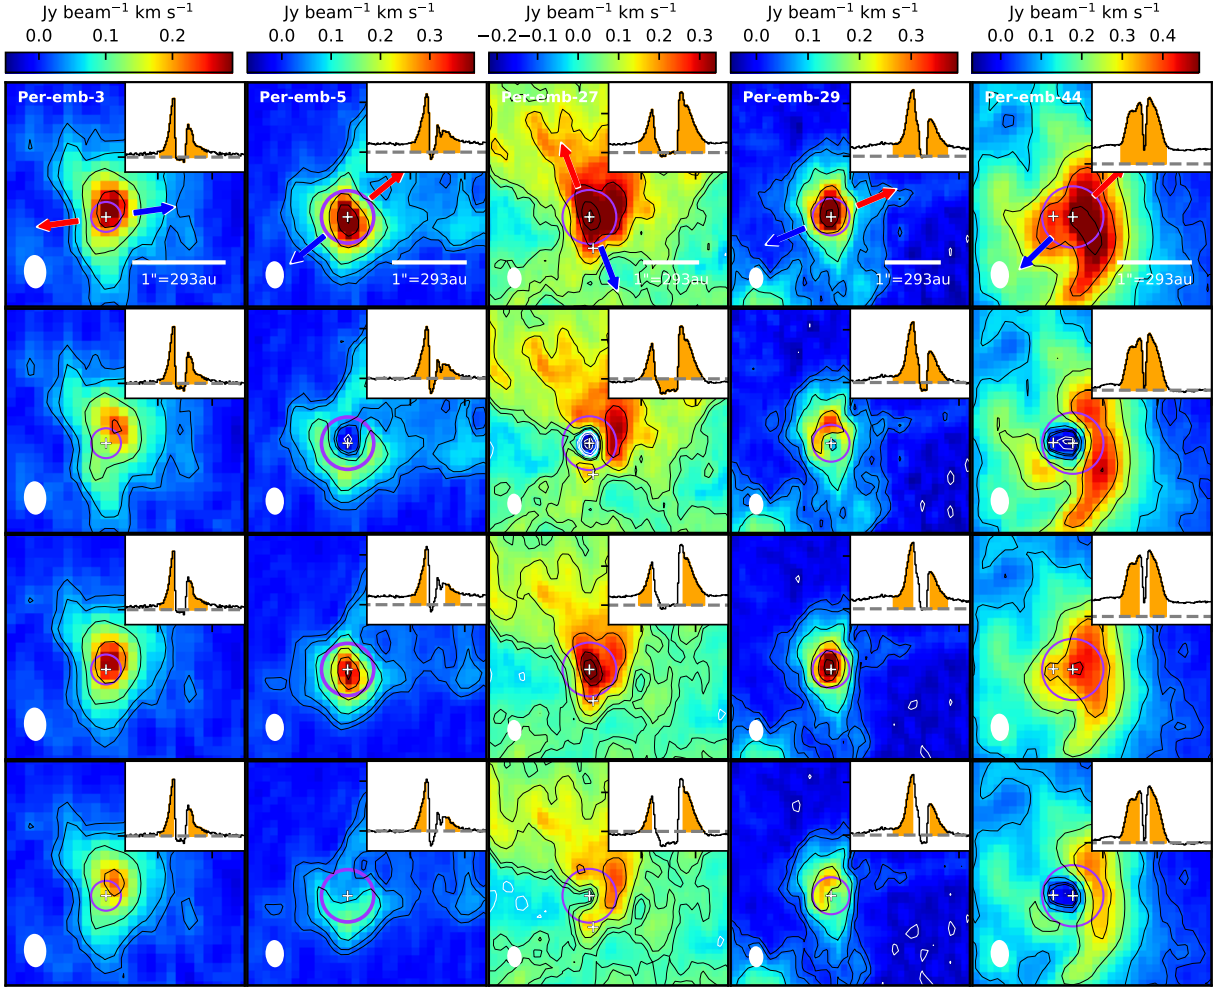 Jy beam⁻¹ km s⁻¹ Jy beam⁻¹ km s⁻¹ Jy beam⁻¹ km s⁻¹ Jy beam⁻¹ km s⁻¹ Jy beam⁻¹ km s⁻¹
0.0 0.1 0.2 0.0 0.1 0.2 0.3 −0.2 −0.1 0.0 0.1 0.2 0.3 0.0 0.1 0.2 0.3 0.0 0.1 0.2 0.3 0.4
Per-emb-3 Per-emb-5 Per-emb-27 Per-emb-29 Per-emb-44
1"=293au 1"=293au 1"=293au 1"=293au 1"=293au